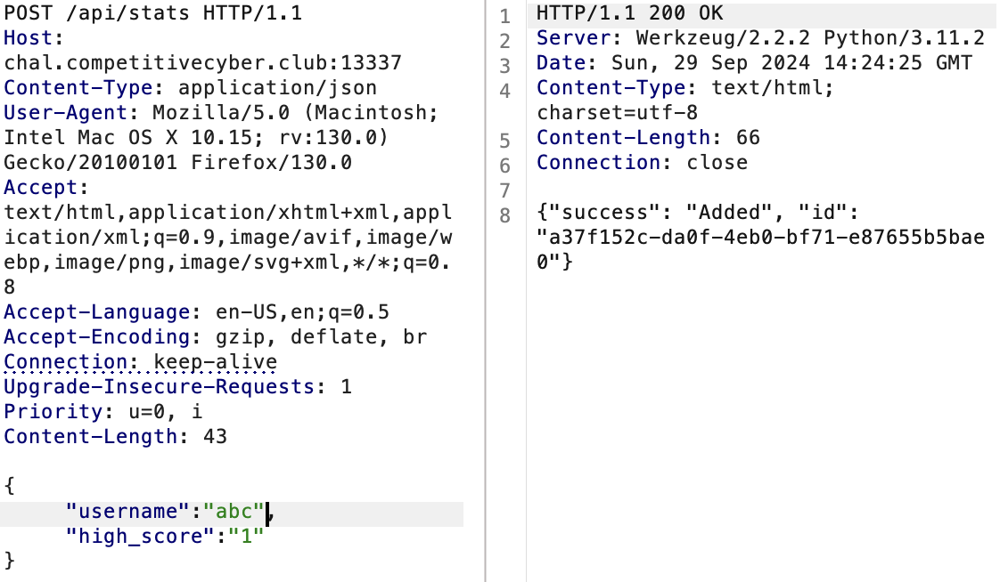 POST /api/stats HTTP/1.1
Host:
chal.competitivecyber.club:13337
Content-Type: application/json
User-Agent: Mozilla/5.0 (Macintosh;
Intel Mac OS X 10.15; rv:130.0)
Gecko/20100101 Firefox/130.0
Accept:
text/html,application/xhtml+xml,appl
ication/xml;q=0.9,image/avif,image/w
ebp,image/png,image/svg+xml,*/*;q=0.
8
Accept-Language: en-US,en;q=0.5
Accept-Encoding: gzip, deflate, br
Connection: keep-alive
Upgrade-Insecure-Requests: 1
Priority: u=0, i
Content-Length: 43

{
"username":"abc",
"high_score":"1"
}
1 HTTP/1.1 200 OK
2 Server: Werkzeug/2.2.2 Python/3.11.2
3 Date: Sun, 29 Sep 2024 14:24:25 GMT
4 Content-Type: text/html;
charset=utf-8
5 Content-Length: 66
6 Connection: close
7
8 {"success": "Added", "id":
"a37f152c-da0f-4eb0-bf71-e87655b5bae
0"}